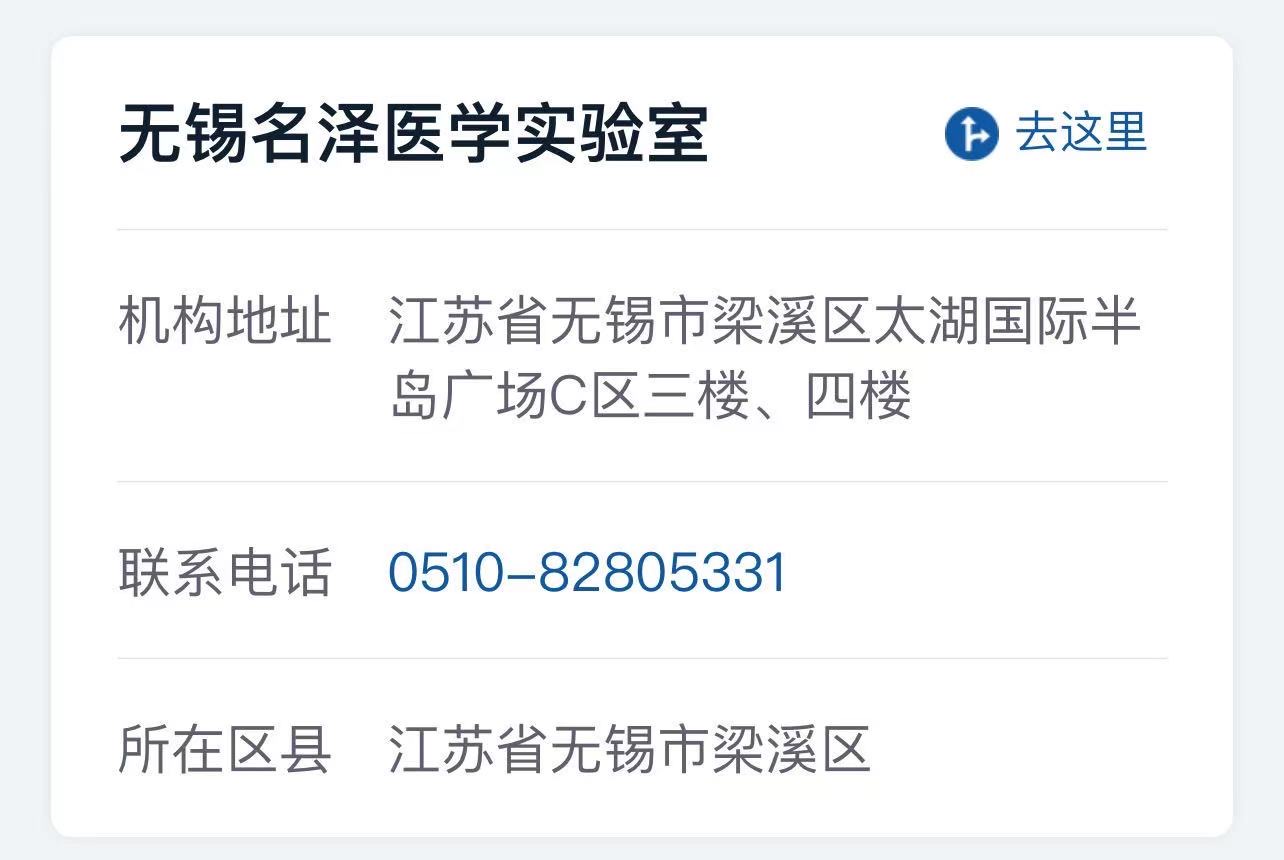 无锡名泽医学实验室
去这里
机构地址 江苏省无锡市梁溪区太湖国际半
岛广场C区三楼、四楼
联系电话 0510-82805331
所在区县 江苏省无锡市梁溪区